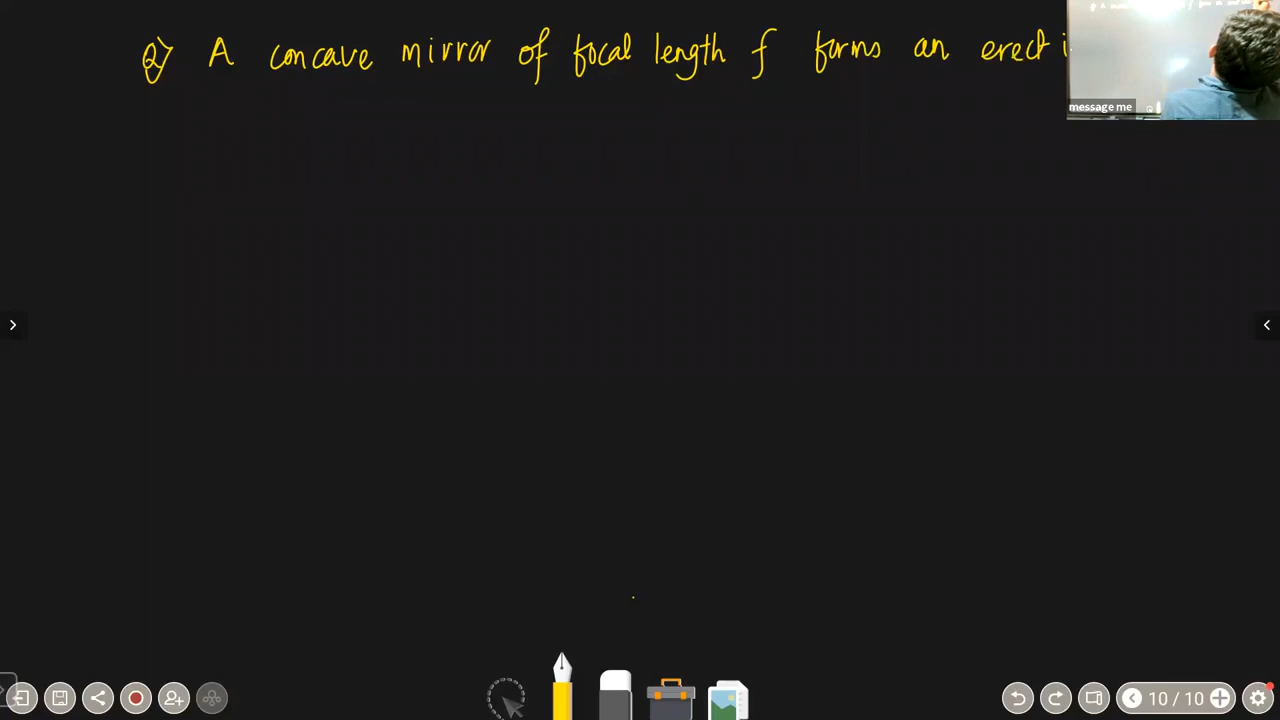 Q) A concave mirror of focal length f forms an erect
message me
10 / 10